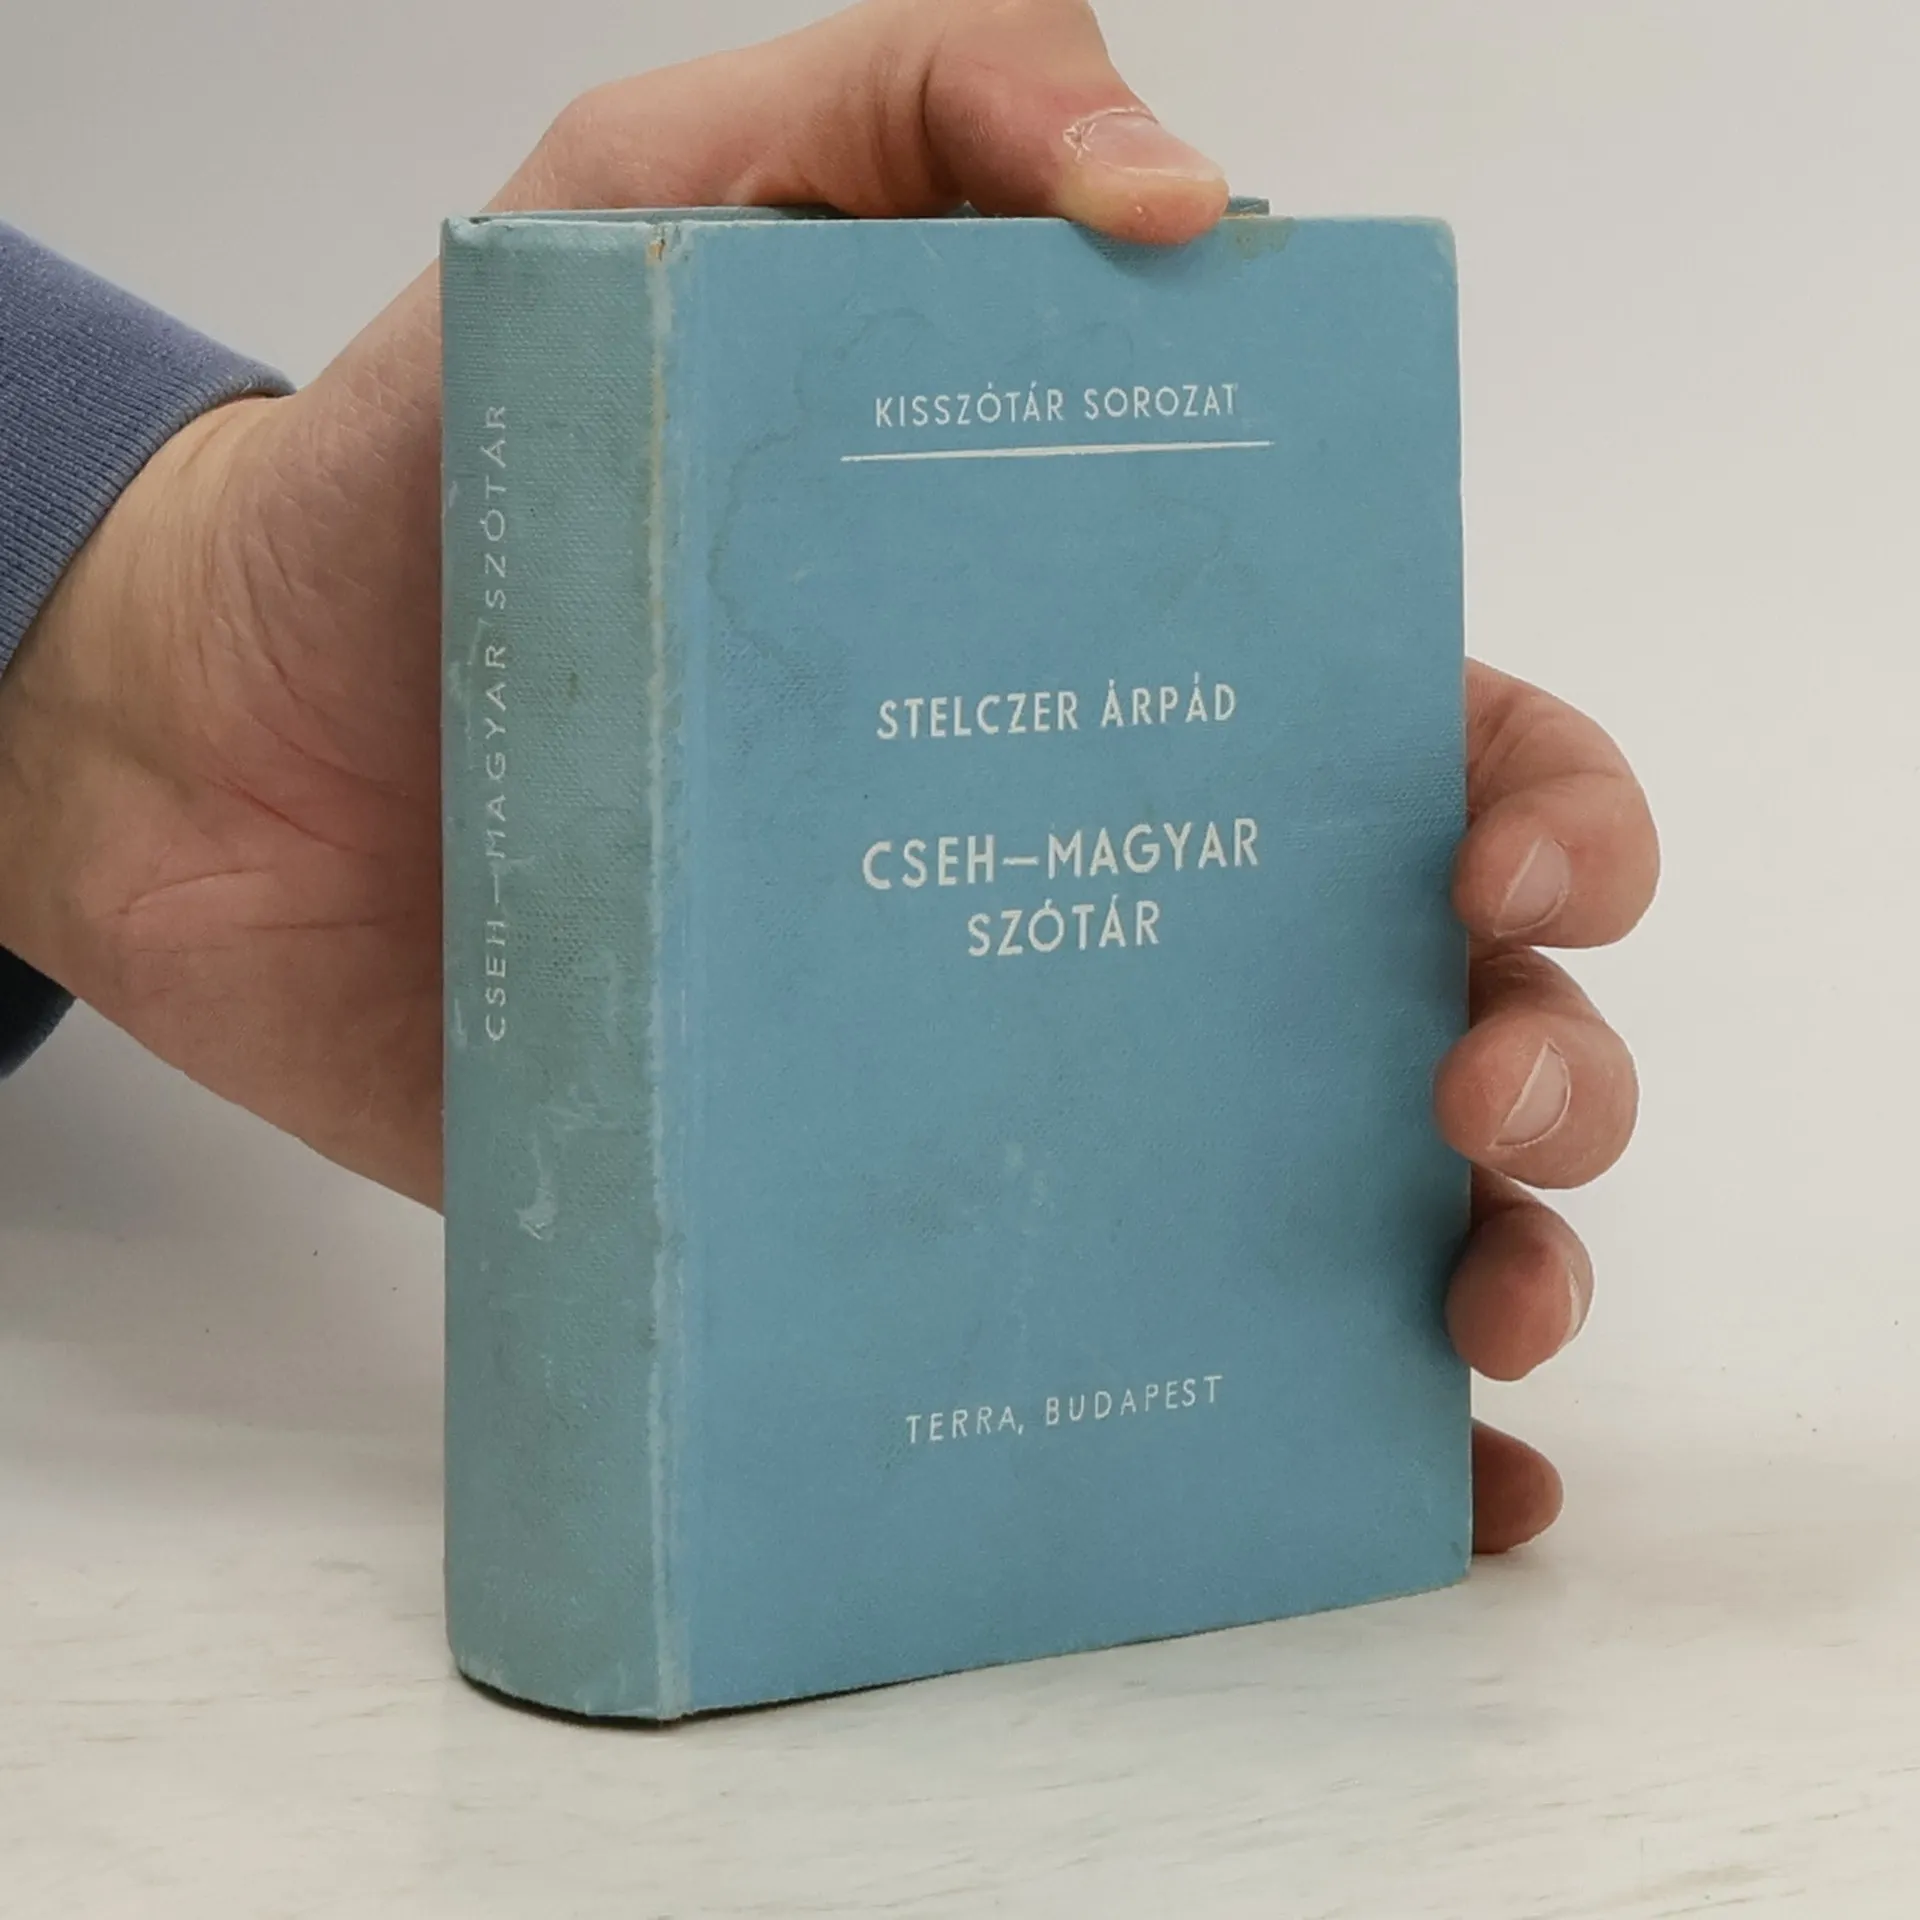 CSEH—MAGYAR SZÓTÁR
KISSZÓTÁR SOROZAT
STELCZER ÁRPÁD
CSEH—MAGYAR
SZÓTÁR
TERRA, BUDAPEST